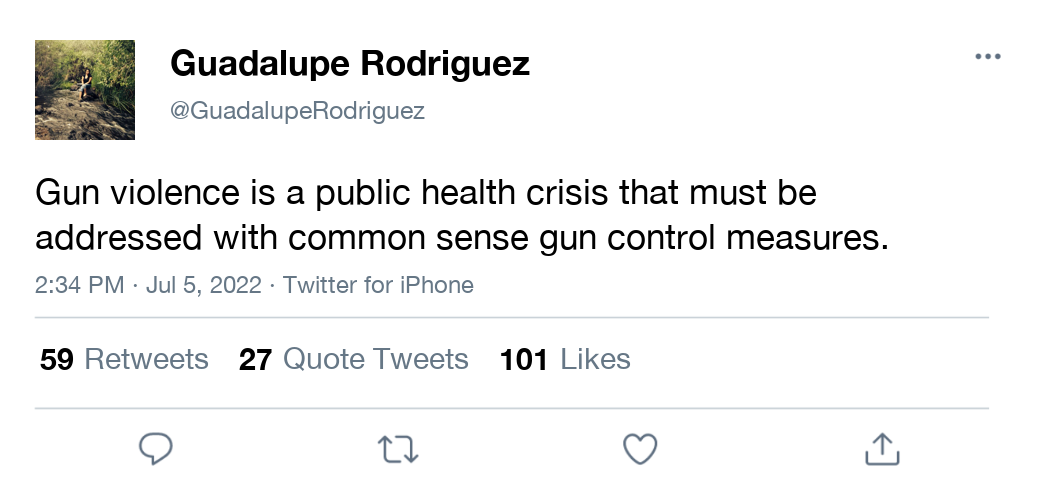 Guadalupe Rodriguez
@GuadalupeRodriguez
Gun violence is a public health crisis that must be
addressed with common sense gun control measures.
2:34 PM · Jul 5, 2022 · Twitter for iPhone
59 Retweets 27 Quote Tweets 101 Likes